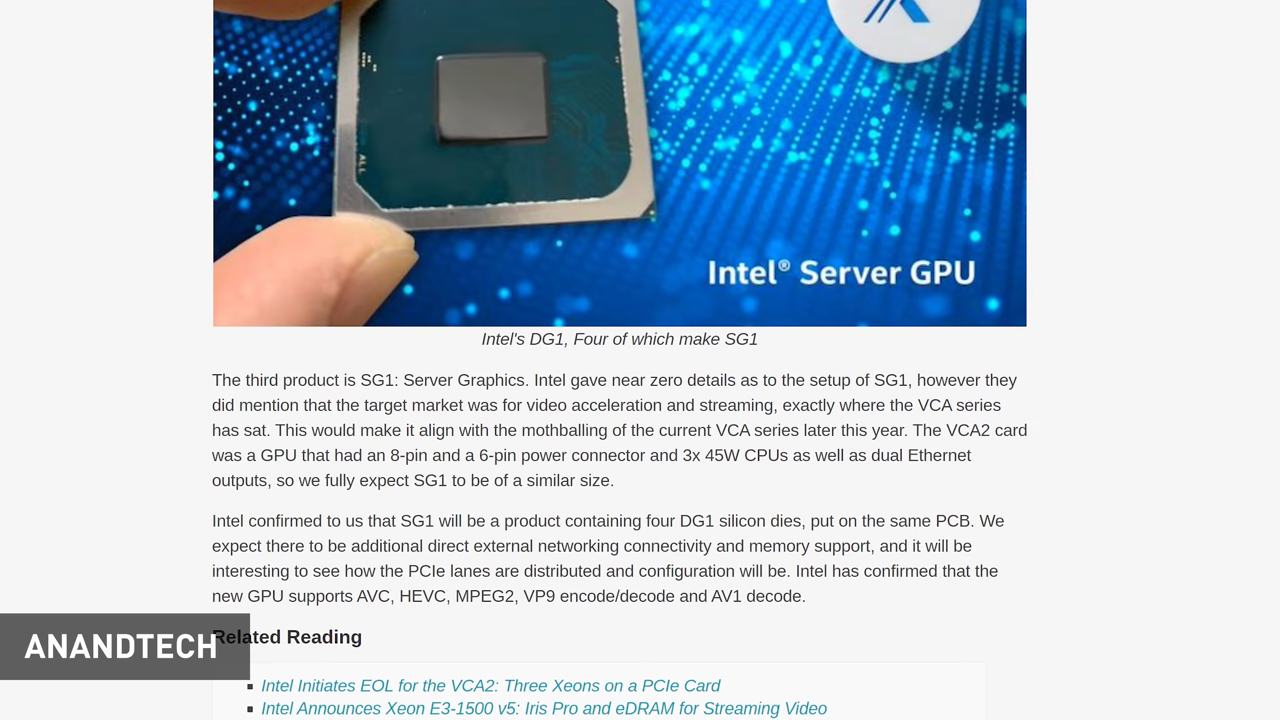 Intel® Server GPU
Intel's DG1, Four of which make SG1
The third product is SG1: Server Graphics. Intel gave near zero details as to the setup of SG1, however they
did mention that the target market was for video acceleration and streaming, exactly where the VCA series
has sat. This would make it align with the mothballing of the current VCA series later this year. The VCA2 card
was a GPU that had an 8-pin and a 6-pin power connector and 3x 45W CPUs as well as dual Ethernet
outputs, so we fully expect SG1 to be of a similar size.
Intel confirmed to us that SG1 will be a product containing four DG1 silicon dies, put on the same PCB. We
expect there to be additional direct external networking connectivity and memory support, and it will be
interesting to see how the PCIe lanes are distributed and configuration will be. Intel has confirmed that the
new GPU supports AVC, HEVC, MPEG2, VP9 encode/decode and AV1 decode.
Related Reading
ANANDTECH
Intel Initiates EOL for the VCA2: Three Xeons on a PCIe Card
Intel Announces Xeon E3-1500 v5: Iris Pro and eDRAM for Streaming Video